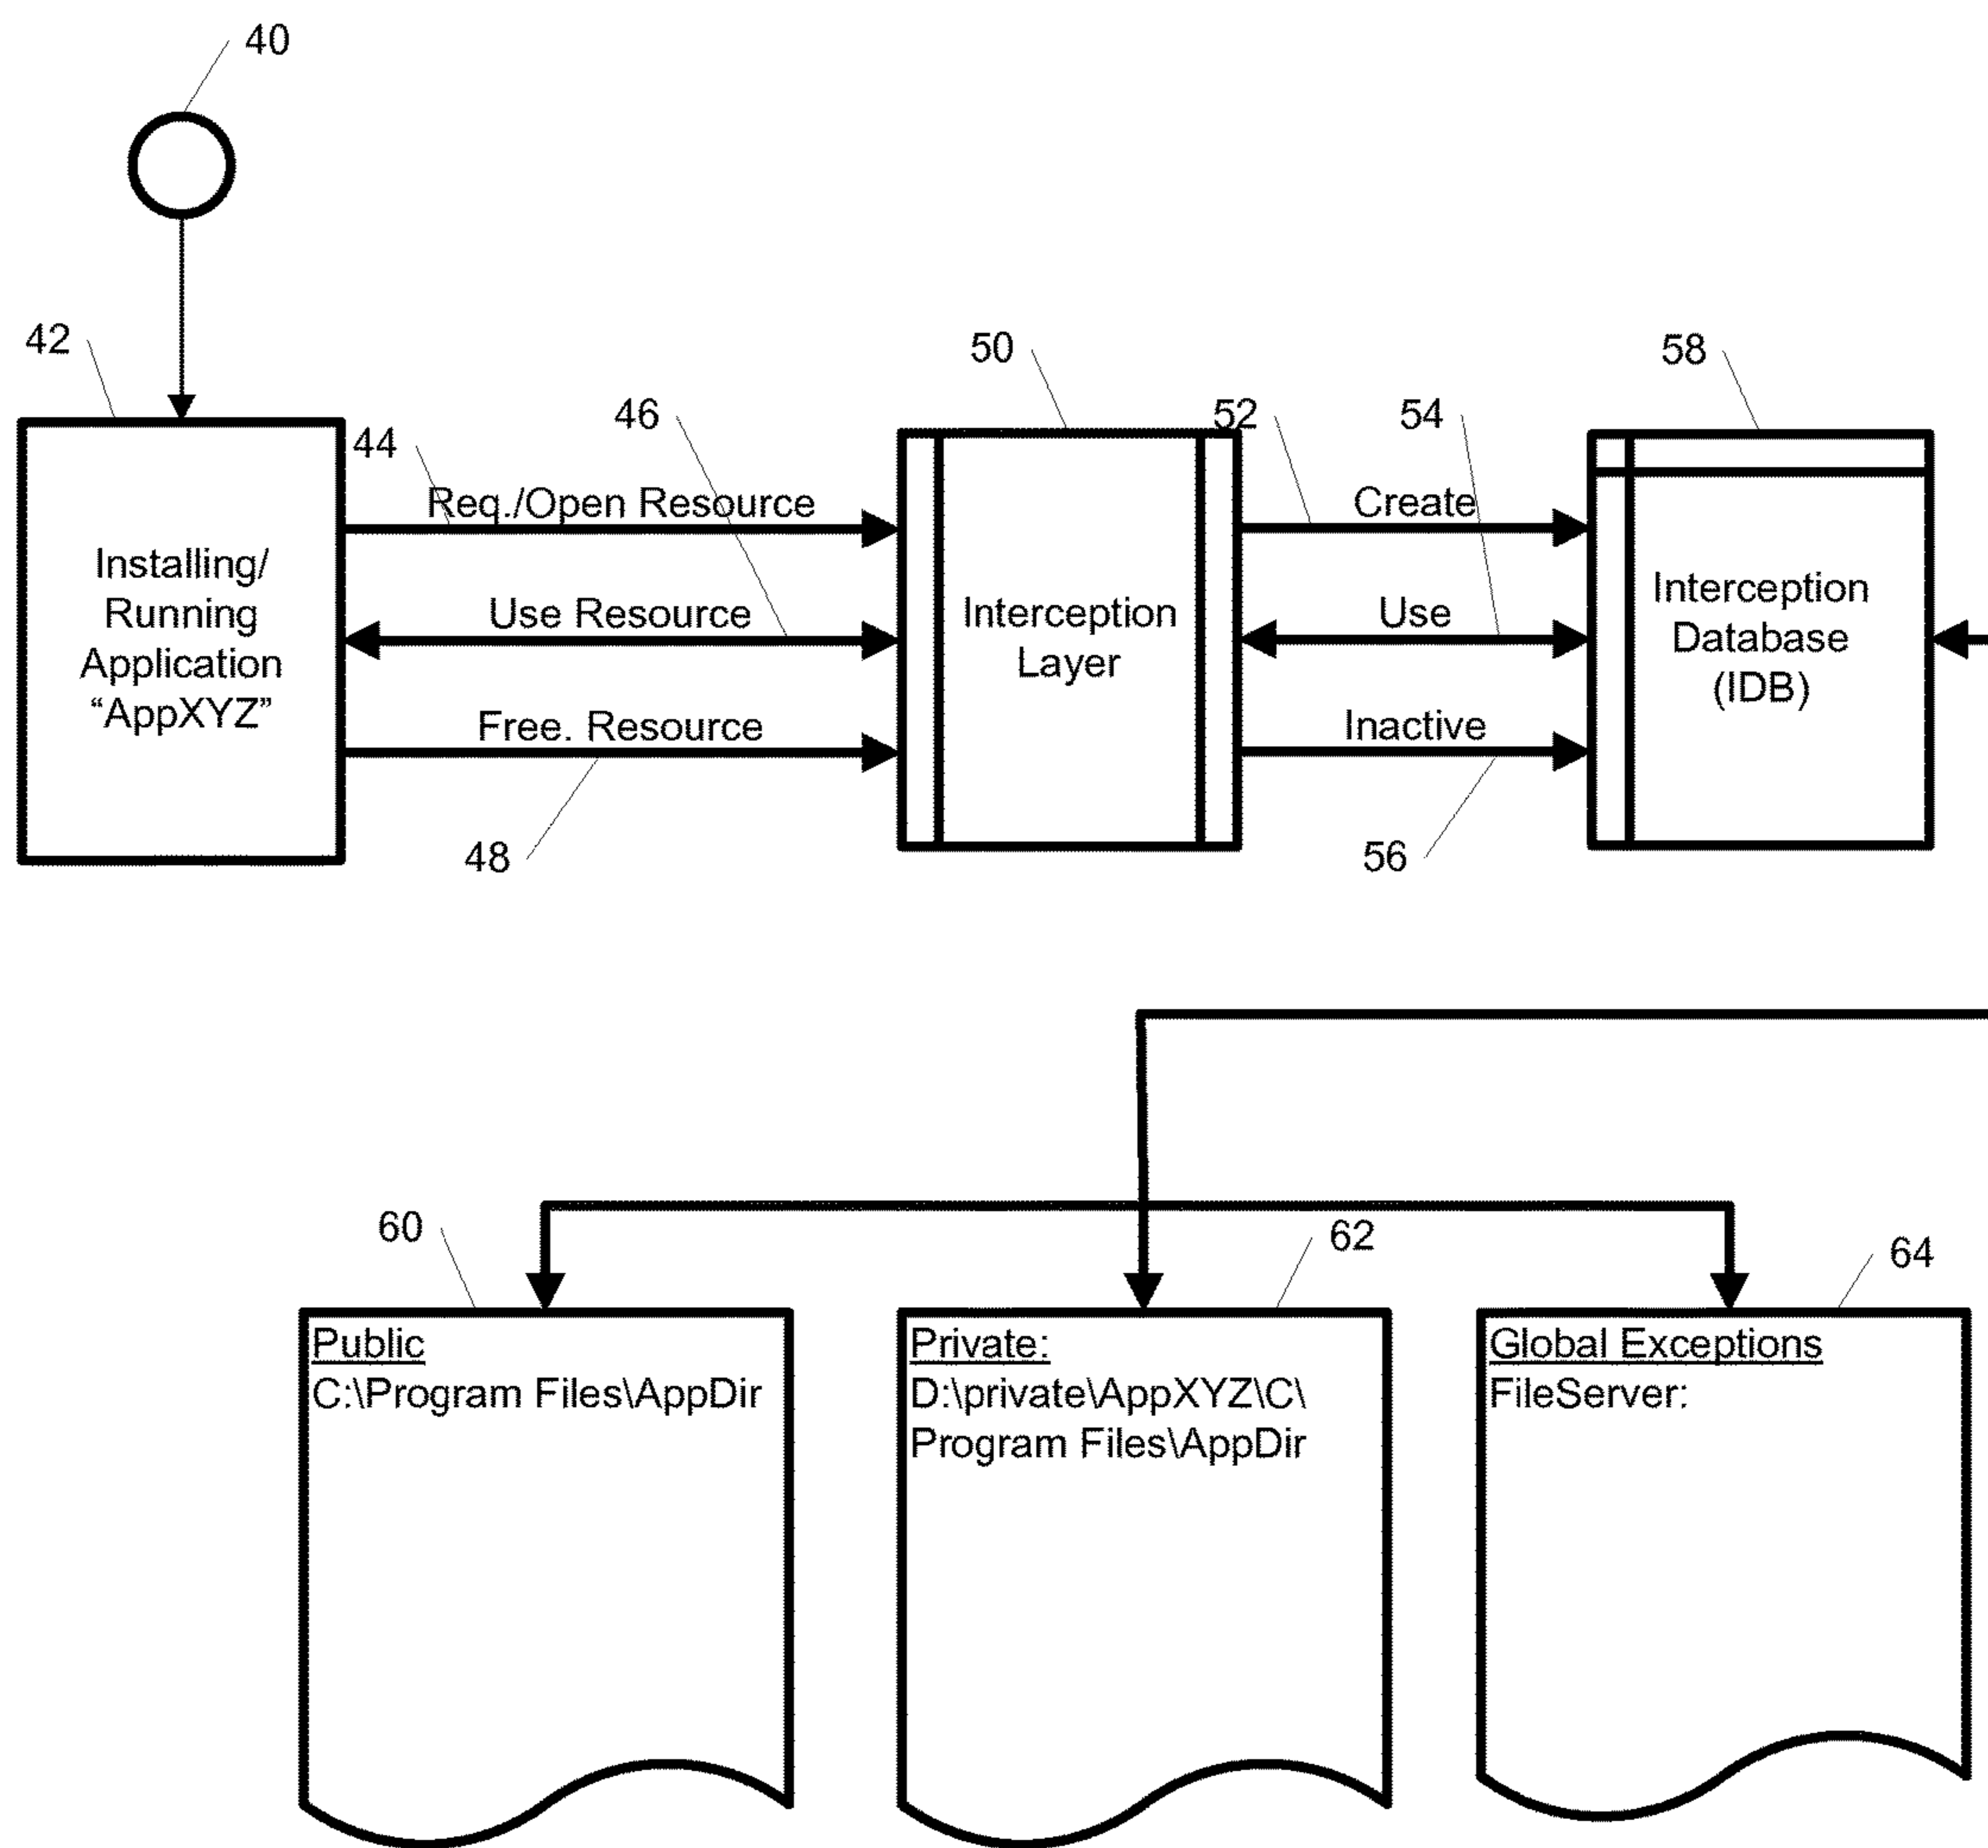 40
42
50
58
46
52
54
44
Req./Open Resource
Create
Installing/
Running
Application
“AppXYZ”
Use Resource
Interception
Layer
Use
Interception
Database
(IDB)
Free. Resource
Inactive
48
56
60
62
64
Public
C:\Program Files\AppDir
Private:
D:\private\AppXYZ\C\
Program Files\AppDir
Global Exceptions
FileServer: